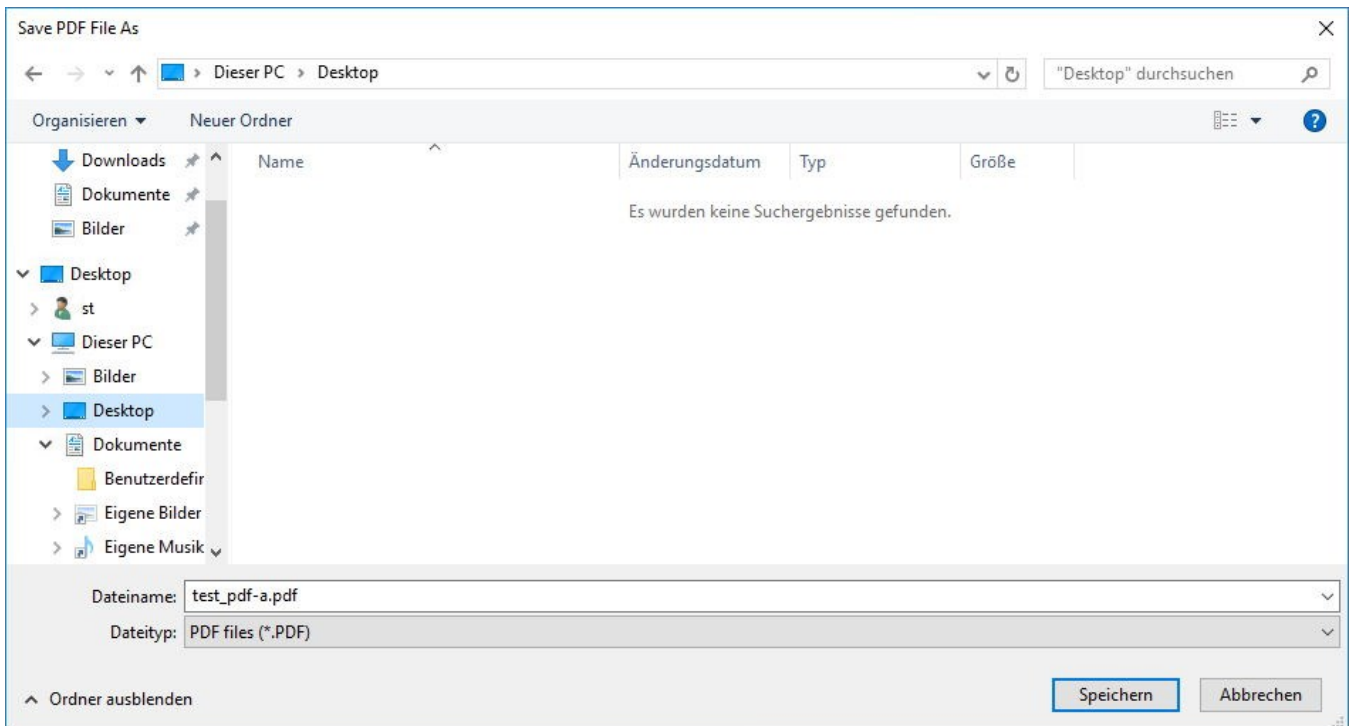 Save PDF File As
Dieser PC > Desktop
"Desktop" durchsuchen
Organisieren
Neuer Ordner
Downloads
Dokumente
Bilder
Desktop
st
Dieser PC
Bilder
Desktop
Dokumente
Benutzerdefir
Eigene Bilder
Eigene Musik
Name
Änderungsdatum
Typ
Größe
Es wurden keine Suchergebnisse gefunden.
Dateiname: test_pdf-a.pdf
Dateityp: PDF files (*.PDF)
Ordner ausblenden
Speichern
Abbrechen